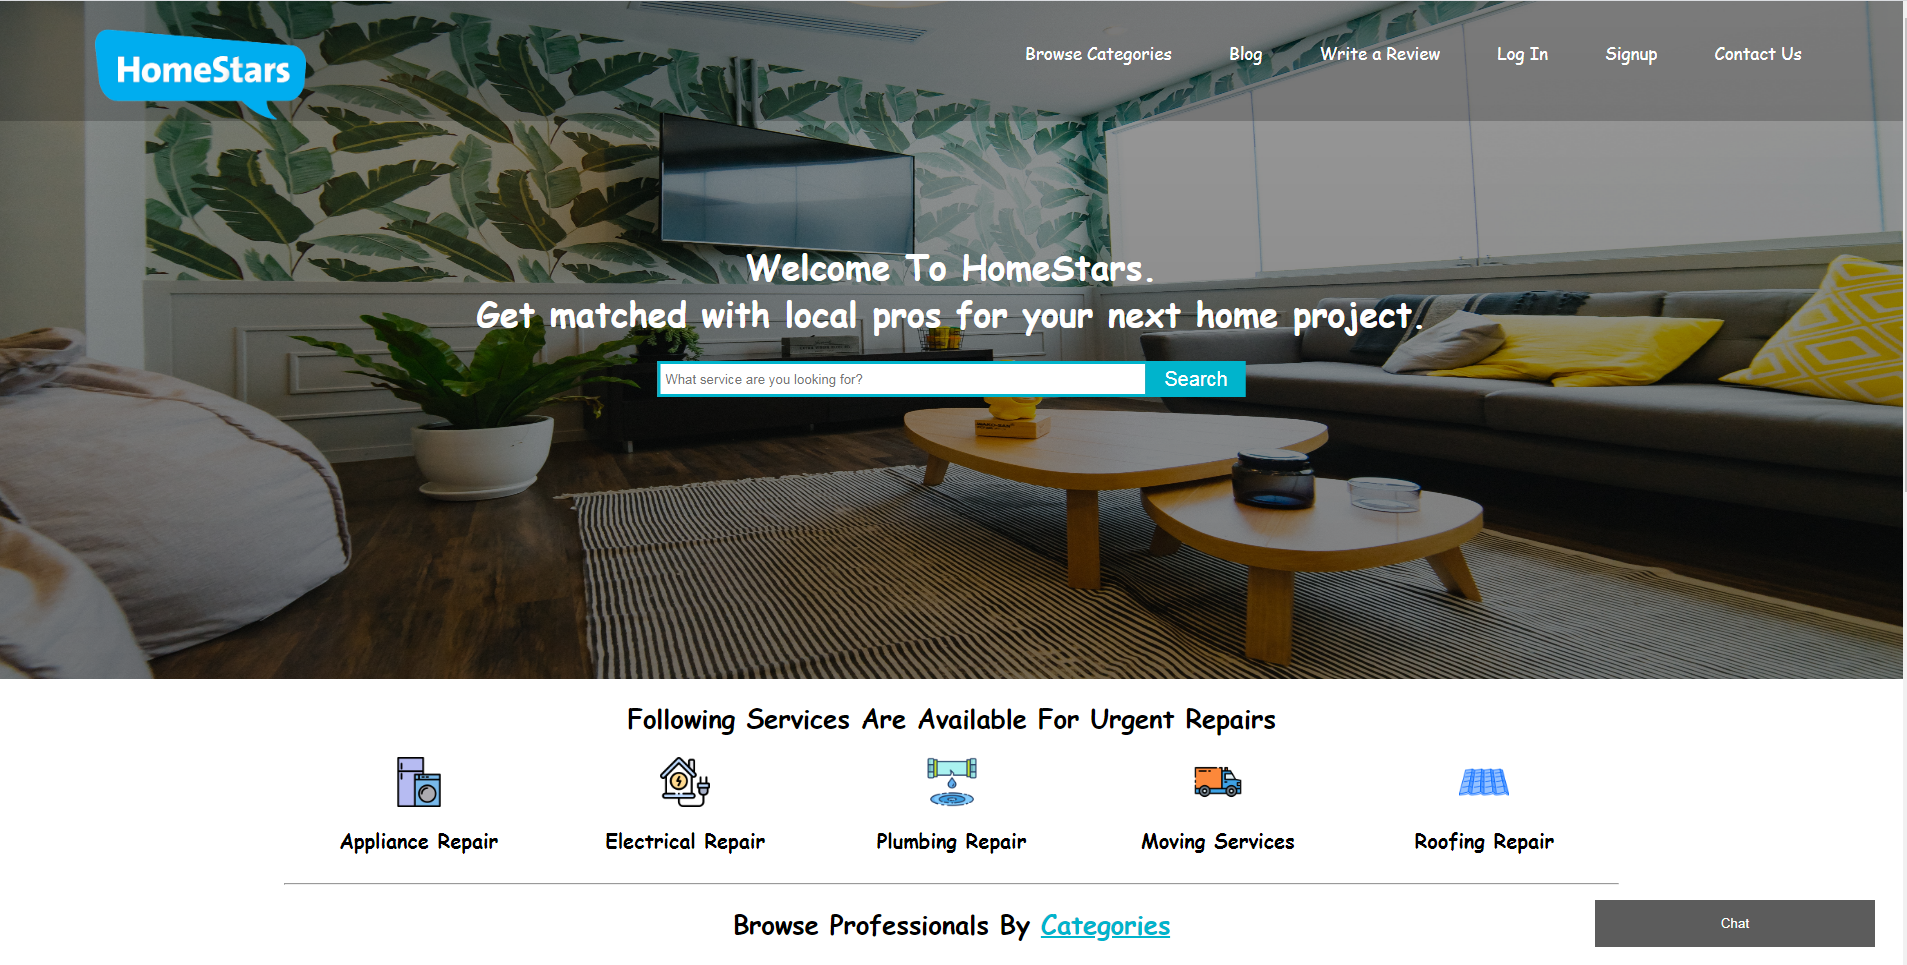 HomeStars
Browse Categories
Blog
Write a Review
Log In
Signup
Contact Us
Welcome To HomeStars.
Get matched with local pros for your next home project.
What service are you looking for?
Search
Following Services Are Available For Urgent Repairs
Appliance Repair
Electrical Repair
Plumbing Repair
Moving Services
Roofing Repair
Browse Professionals By Categories
Chat